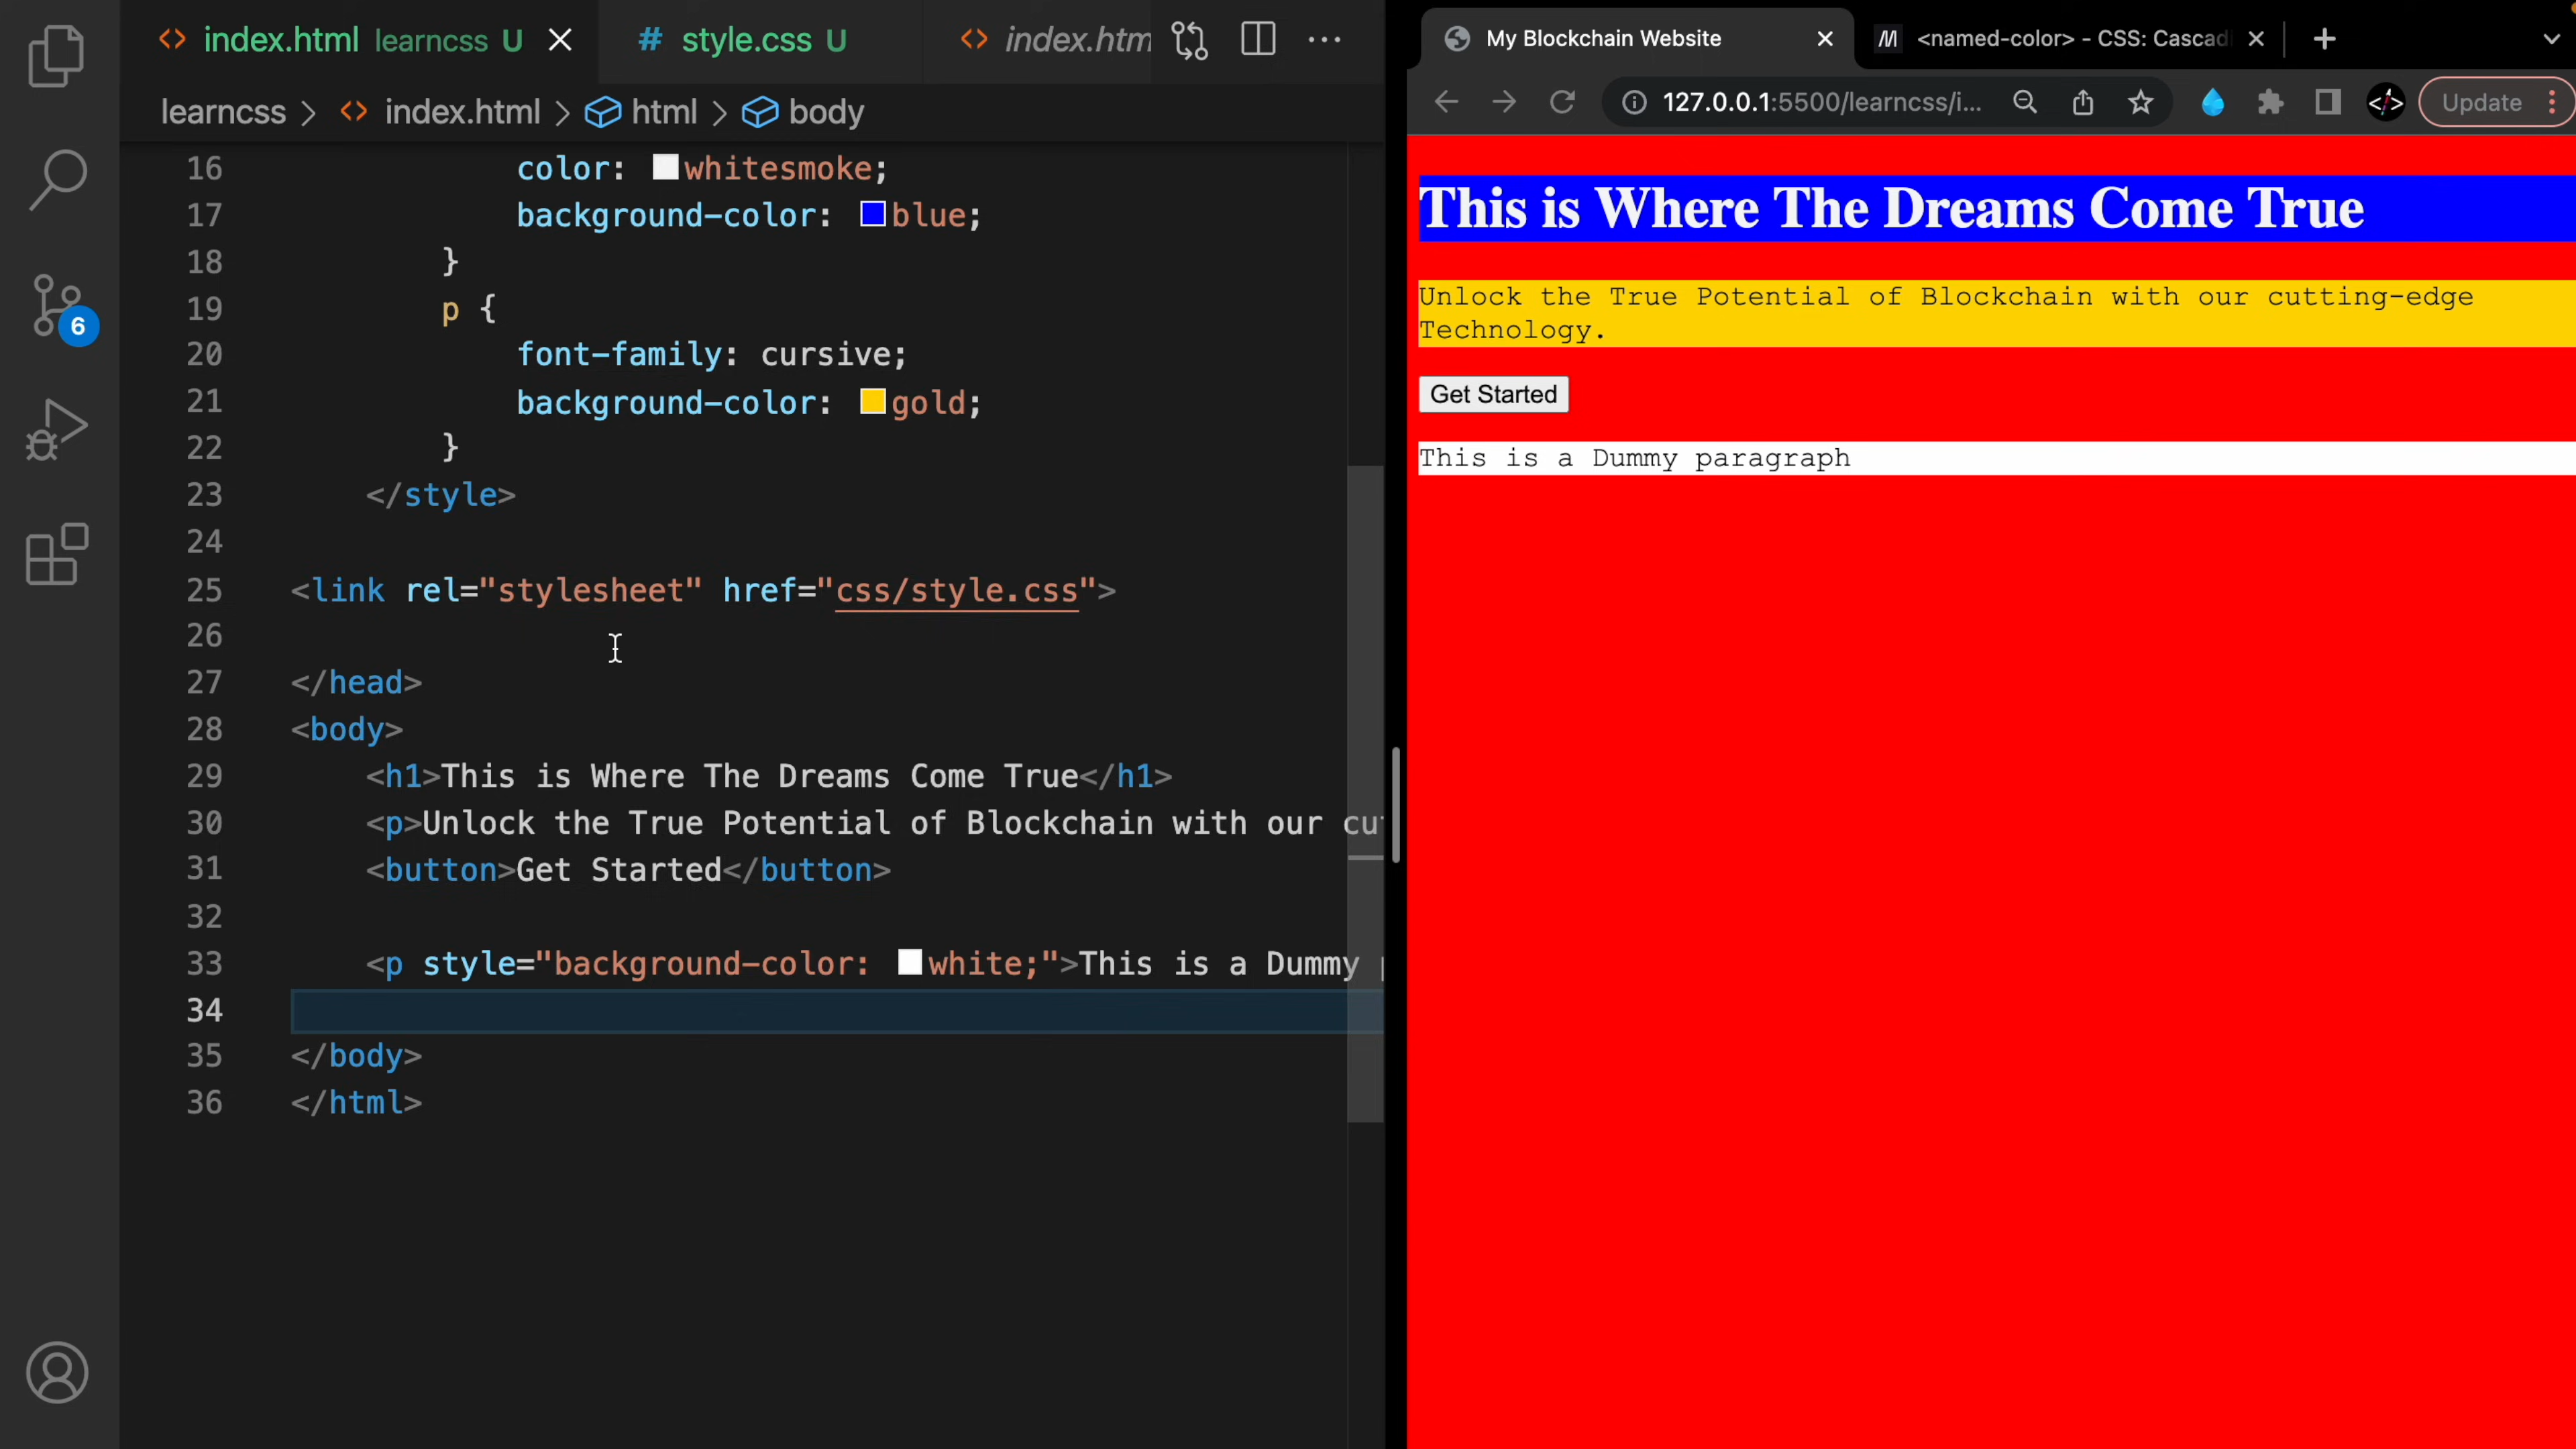 index.html learncss U
style.css U
index.htm
learncss > index.html > html > body
16 color: whitesmoke;
17 background-color: blue;
18 }
19 p {
20 font-family: cursive;
21 background-color: gold;
22 }
23 </style>
24
25 <link rel="stylesheet" href="css/style.css">
26
27 </head>
28 <body>
29 <h1>This is Where The Dreams Come True</h1>
30 <p>Unlock the True Potential of Blockchain with our cu
31 <button>Get Started</button>
32
33 <p style="background-color: white;">This is a Dummy p
34
35 </body>
36 </html>
6
My Blockchain Website
<named-color> - CSS: Cascad
127.0.0.1:5500/learncss/i...
Update
This is Where The Dreams Come True
Unlock the True Potential of Blockchain with our cutting-edge
Technology.
Get Started
This is a Dummy paragraph